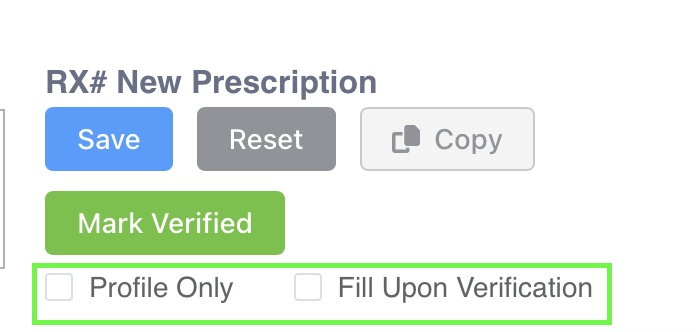 RX# New Prescription
Save Reset Copy
Mark Verified
Profile Only Fill Upon Verification